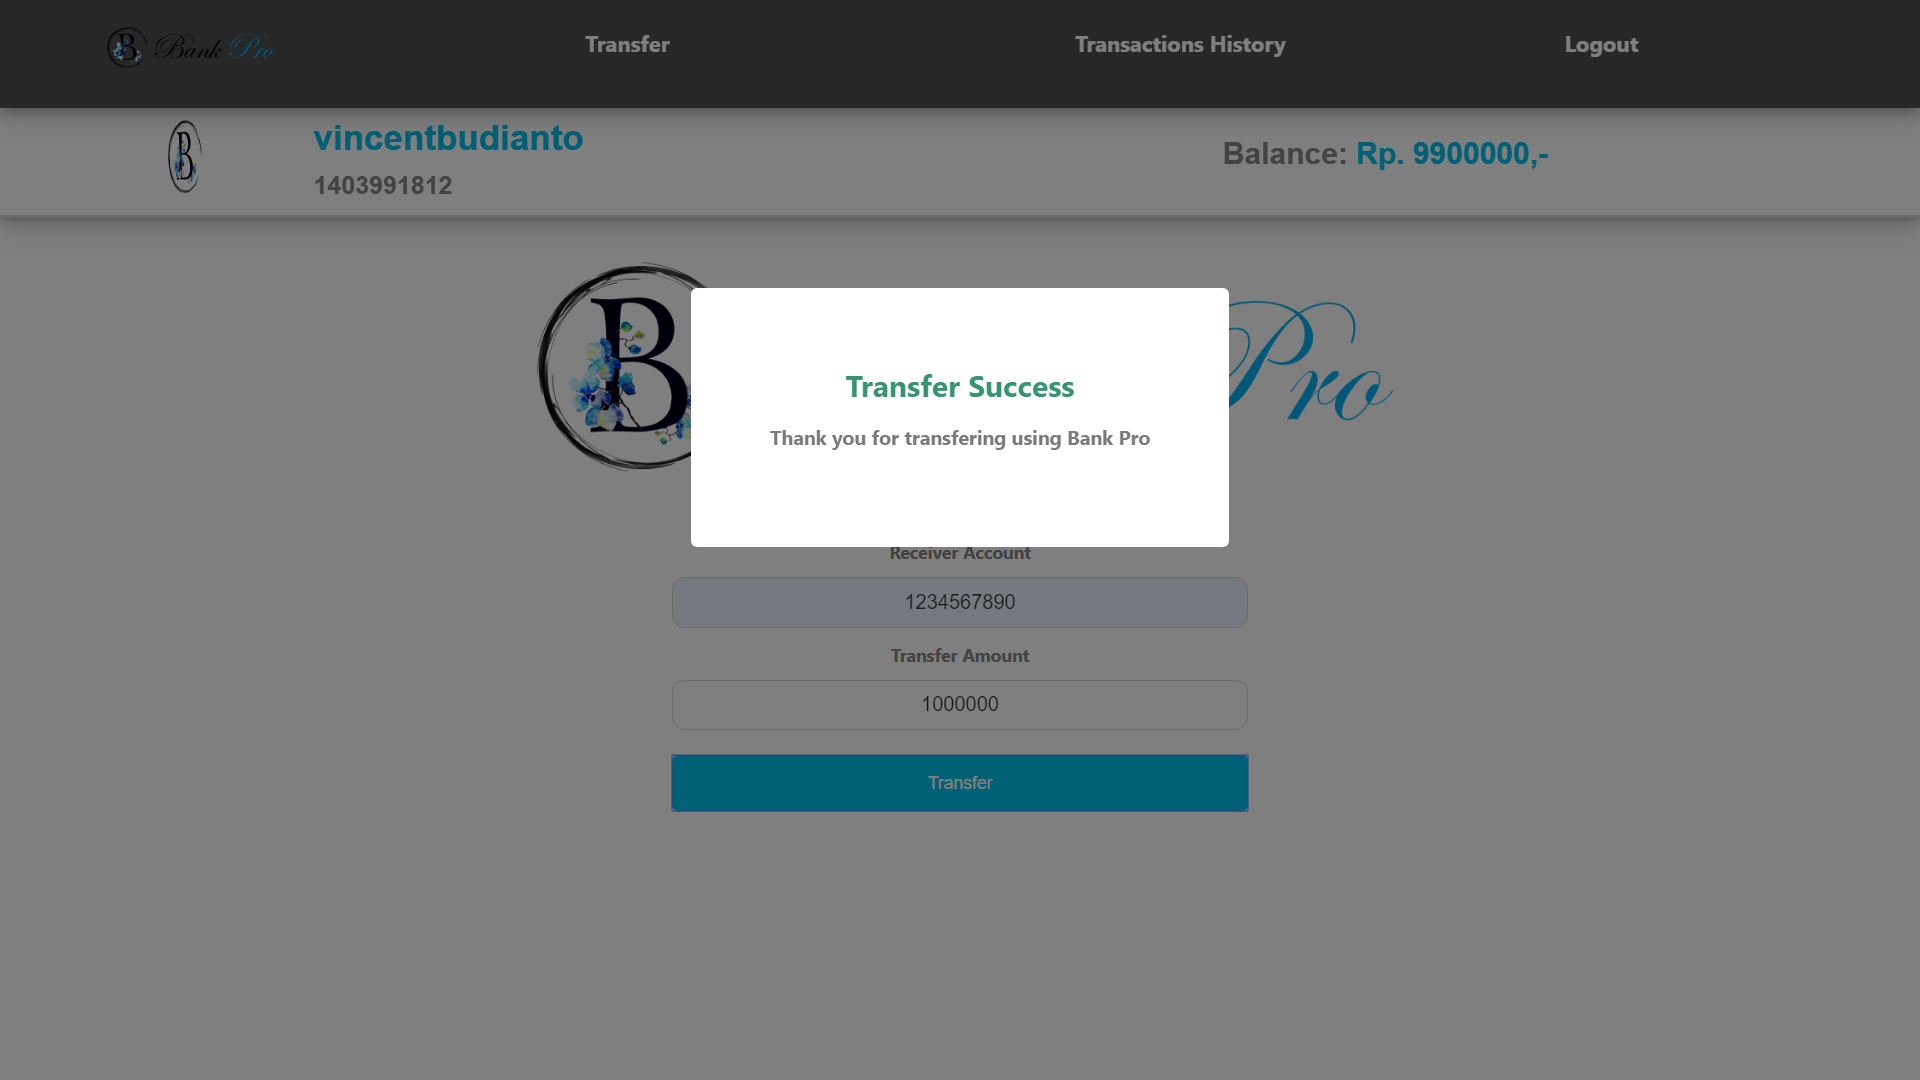 B Bank Pro
Transfer
Transactions History
Logout
B
vincentbudianto
1403991812
Balance: Rp. 9900000,-
B
Pro
Transfer Success
Thank you for transfering using Bank Pro
Receiver Account
1234567890
Transfer Amount
1000000
Transfer